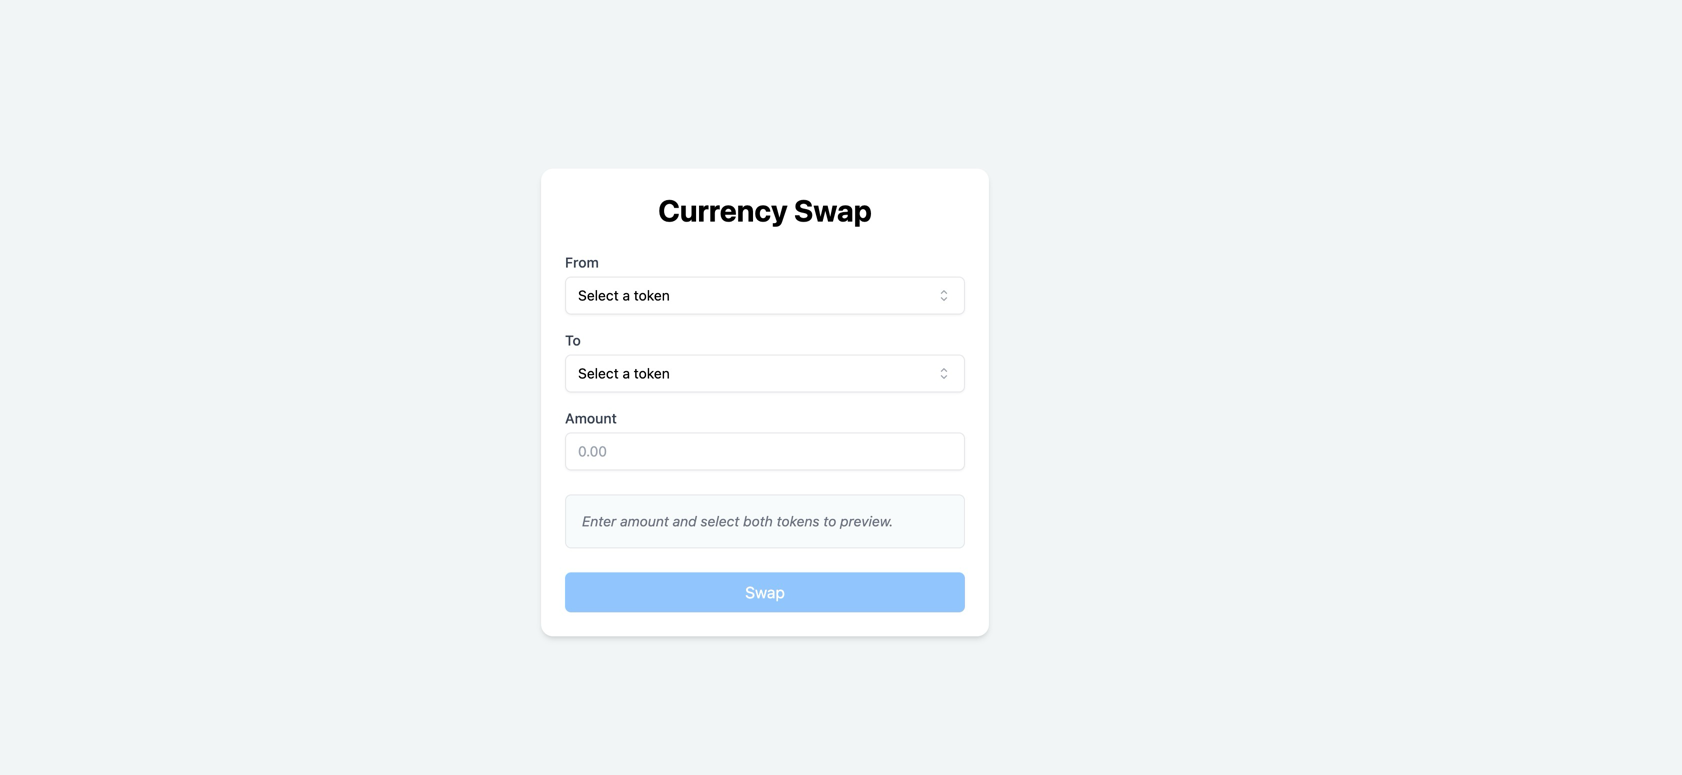 Currency Swap
From
Select a token
To
Select a token
Amount
0.00
Enter amount and select both tokens to preview.
Swap